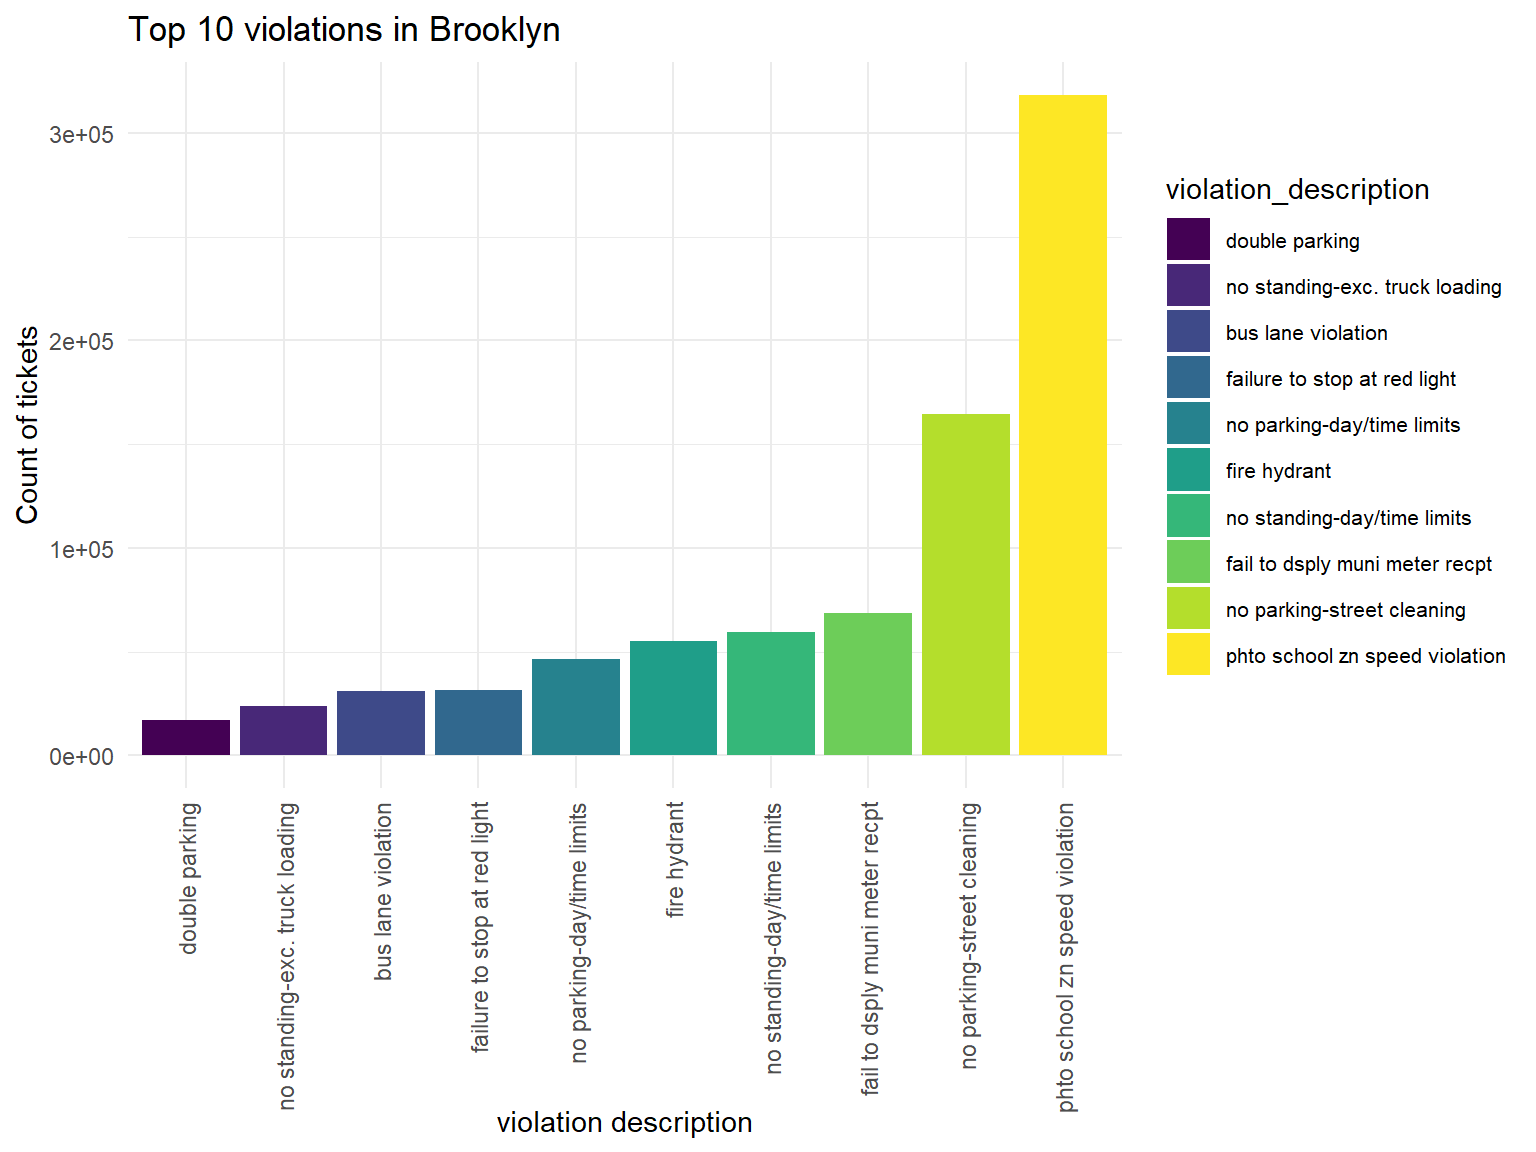 Top 10 violations in Brooklyn
Count of tickets
3e+05
2e+05
1e+05
0e+00
double parking
no standing-exc. truck loading
bus lane violation
failure to stop at red light
no parking-day/time limits
fire hydrant
no standing-day/time limits
fail to dsply muni meter recpt
no parking-street cleaning
phto school zn speed violation
violation description
violation_description
double parking
no standing-exc. truck loading
bus lane violation
failure to stop at red light
no parking-day/time limits
fire hydrant
no standing-day/time limits
fail to dsply muni meter recpt
no parking-street cleaning
phto school zn speed violation